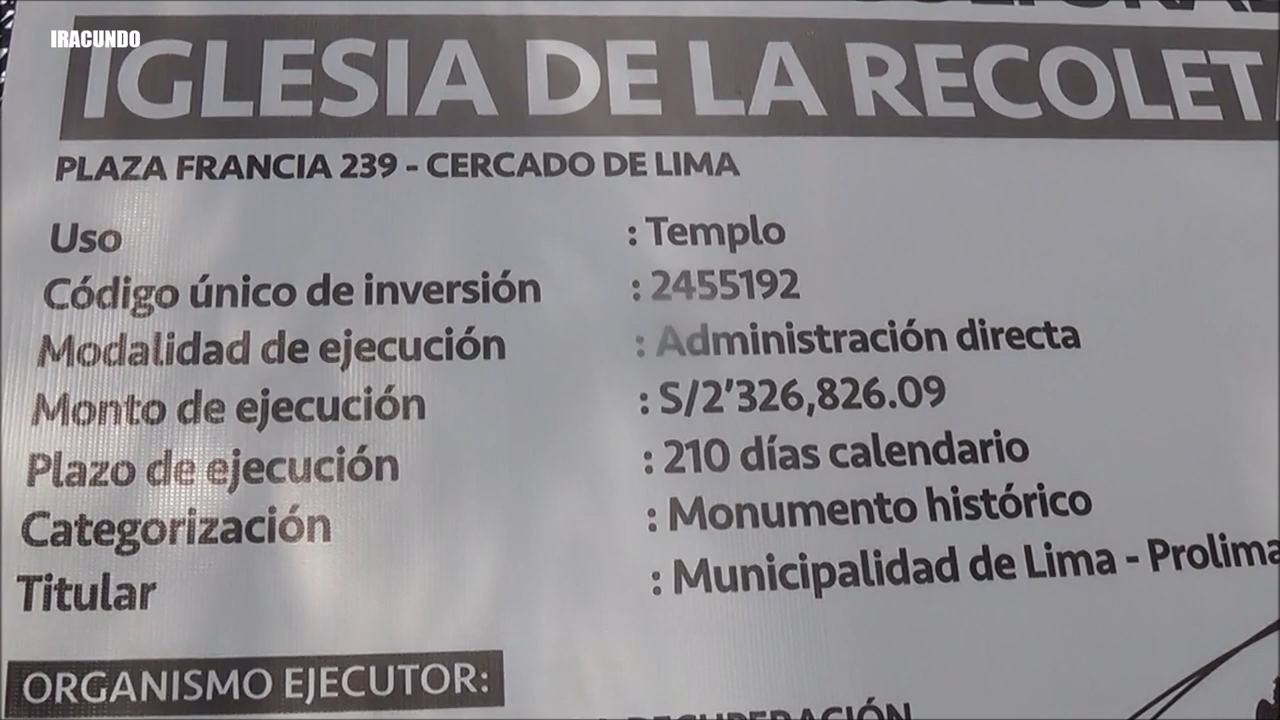 IRACUNDO
IGLESIA DE LA RECOLET
PLAZA FRANCIA 239 - CERCADO DE LIMA
Uso : Templo
Código único de inversión : 2455192
Modalidad de ejecución : Administración directa
Monto de ejecución : S/2'326,826.09
Plazo de ejecución : 210 días calendario
Categorización : Monumento histórico
Titular : Municipalidad de Lima - Prolima
ORGANISMO EJECUTOR:
RECUPERACIÓN